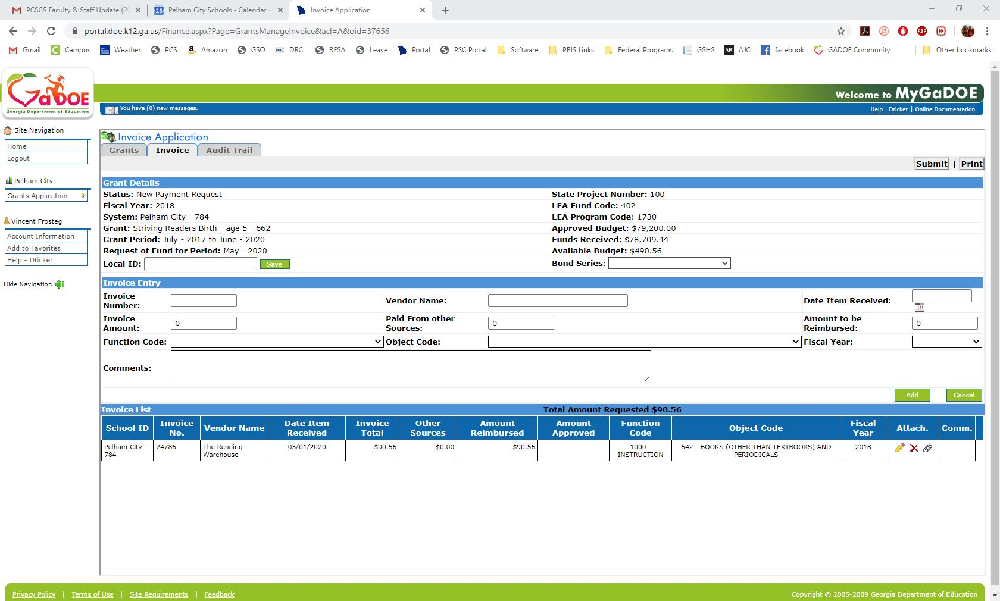 PCSCS Faculty & Staff Update (20
Pelham City Schools - Calendar -
Invoice Application
portal.doe.k12.ga.us/Finance.aspx?Page=GrantsManageInvoice&acl=A&oid=37656
Gmail Campus Weather PCS Amazon GSO DRC RESA Leave Portal PSC Portal Software PBIS Links Federal Programs GSHS AJC facebook GADOE Community Other bookmarks
GaDOE
Georgia Department of Education
Welcome to MyGaDOE
You have (0) new messages.
Help - Dticket | Online Documentation
Site Navigation
Home
Logout
Pelham City
Grants Application
Vincent Frosteg
Account Information
Add to Favorites
Help - Dticket
Hide Navigation
Invoice Application
Grants Invoice Audit Trail
Submit | Print
Grant Details
Status: New Payment Request State Project Number: 100
Fiscal Year: 2018 LEA Fund Code: 402
System: Pelham City - 784 LEA Program Code: 1730
Grant: Striving Readers Birth - age 5 - 662 Approved Budget: $79,200.00
Grant Period: July - 2017 to June - 2020 Funds Received: $78,709.44
Request of Fund for Period: May - 2020 Available Budget: $490.56
Local ID: Save Bond Series:
Invoice Entry
Invoice Number: Vendor Name: Date Item Received:
Invoice Amount: 0 Paid From other Sources: 0 Amount to be Reimbursed: 0
Function Code: Object Code: Fiscal Year:
Comments:
Add Cancel
Invoice List Total Amount Requested $90.56
School ID Invoice No. Vendor Name Date Item Received Invoice Total Other Sources Amount Reimbursed Amount Approved Function Code Object Code Fiscal Year Attach. Comm.
Pelham City - 784 24786 The Reading Warehouse 05/01/2020 $90.56 $0.00 $90.56 1000 - INSTRUCTION 642 - BOOKS (OTHER THAN TEXTBOOKS) AND PERIODICALS 2018
Privacy Policy | Terms of Use | Site Requirements | Feedback
Copyright © 2005-2009 Georgia Department of Education